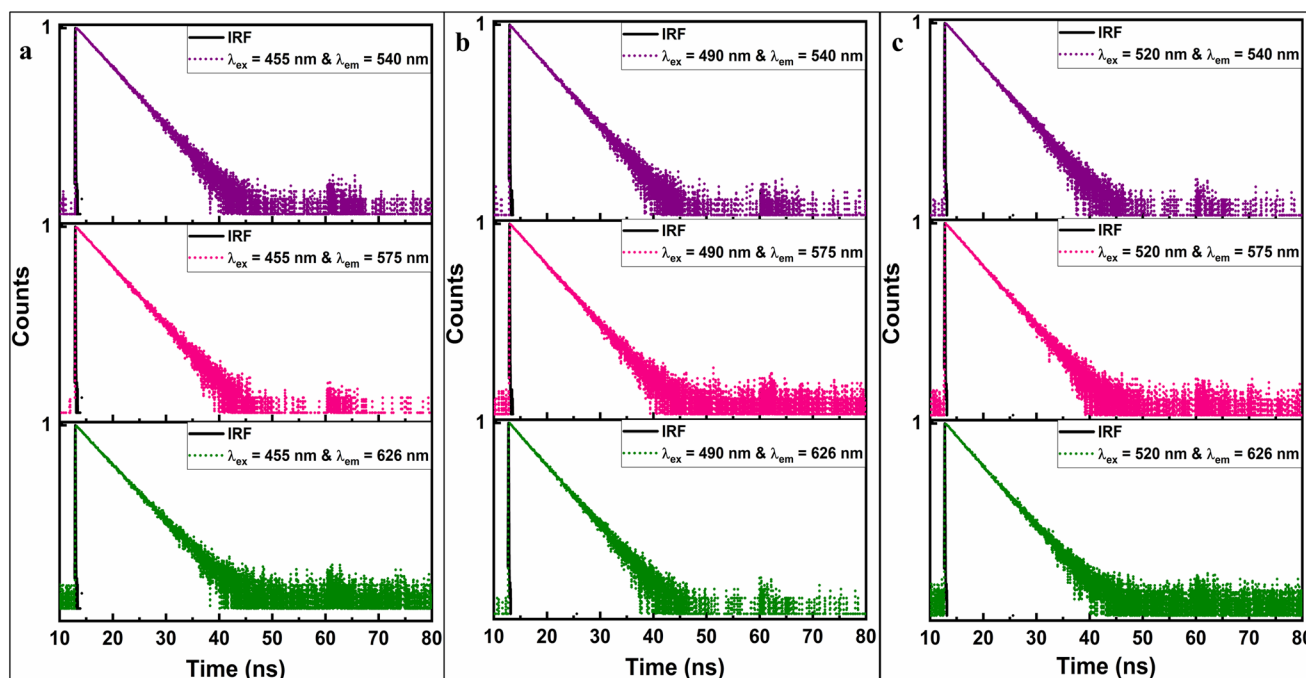 a
1
IRF
λex = 455 nm & λem = 540 nm
1
IRF
λex = 455 nm & λem = 575 nm
Counts
1
IRF
λex = 455 nm & λem = 626 nm
10 20 30 40 50 60 70 80
Time (ns)
b
1
IRF
λex = 490 nm & λem = 540 nm
1
IRF
λex = 490 nm & λem = 575 nm
Counts
1
IRF
λex = 490 nm & λem = 626 nm
10 20 30 40 50 60 70 80
Time (ns)
c
1
IRF
λex = 520 nm & λem = 540 nm
1
IRF
λex = 520 nm & λem = 575 nm
Counts
1
IRF
λex = 520 nm & λem = 626 nm
10 20 30 40 50 60 70 80
Time (ns)